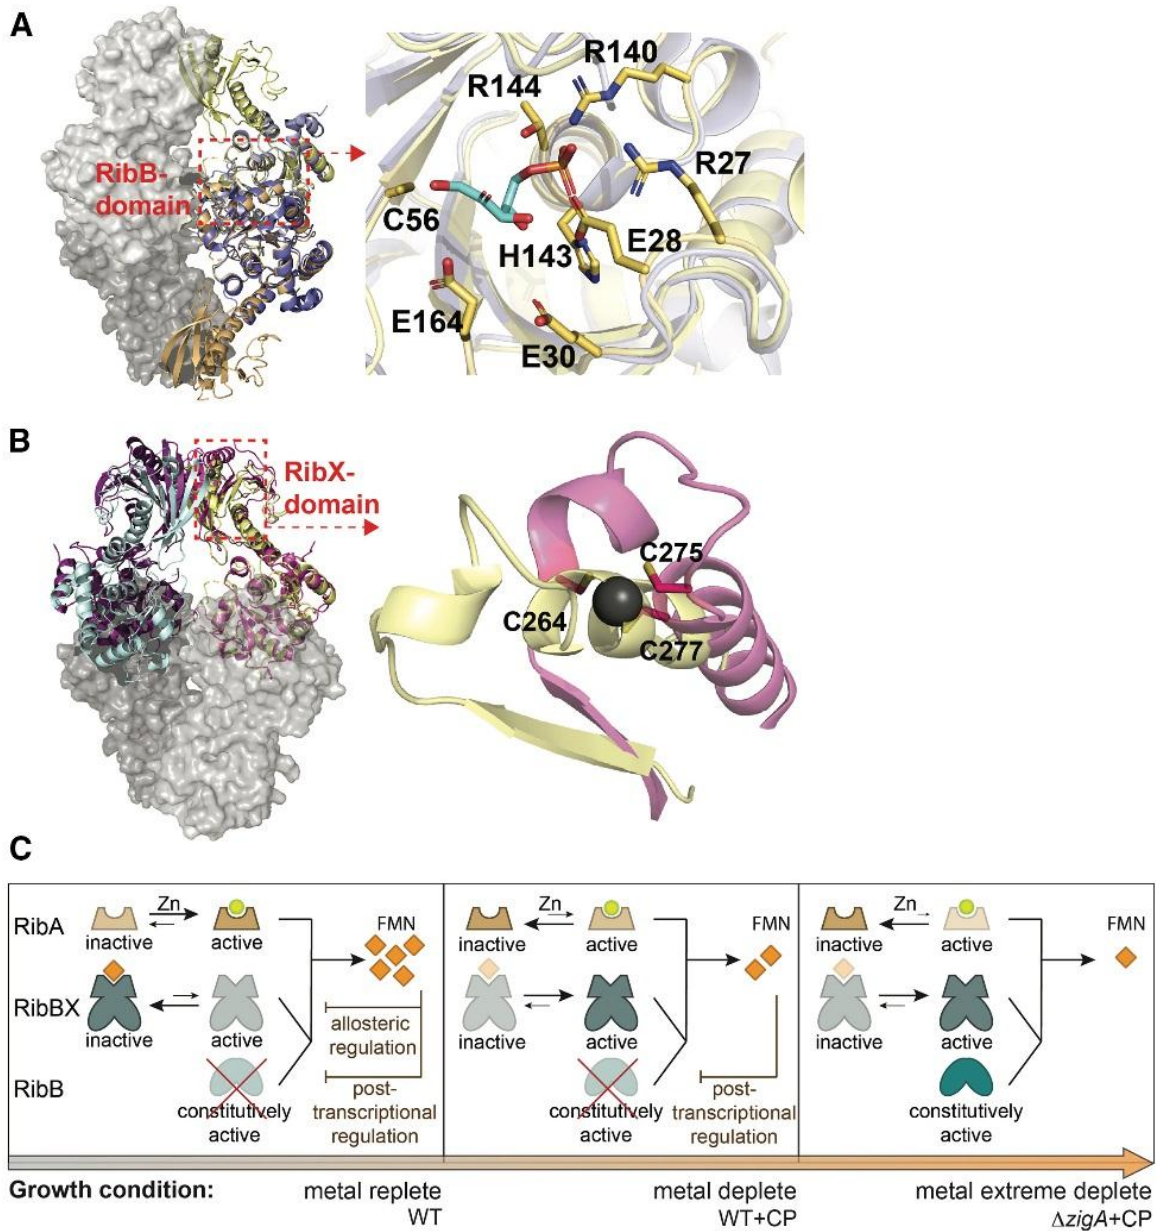 A
RibB-
domain
R140
R144
R27
C56
H143
E28
E164
E30
B
RibX-
domain
C275
C264
C277
C
RibA
Zn
inactive
active
FMN
RibBX
inactive
active
allosteric
regulation
RibB
constitutively
active
post-
transcriptional
regulation
Zn
inactive
active
FMN
inactive
active
constitutively
active
post-
transcriptional
regulation
Zn
inactive
active
FMN
inactive
active
constitutively
active
Growth condition:
metal replete
WT
metal deplete
WT+CP
metal extreme deplete
ΔzigA+CP